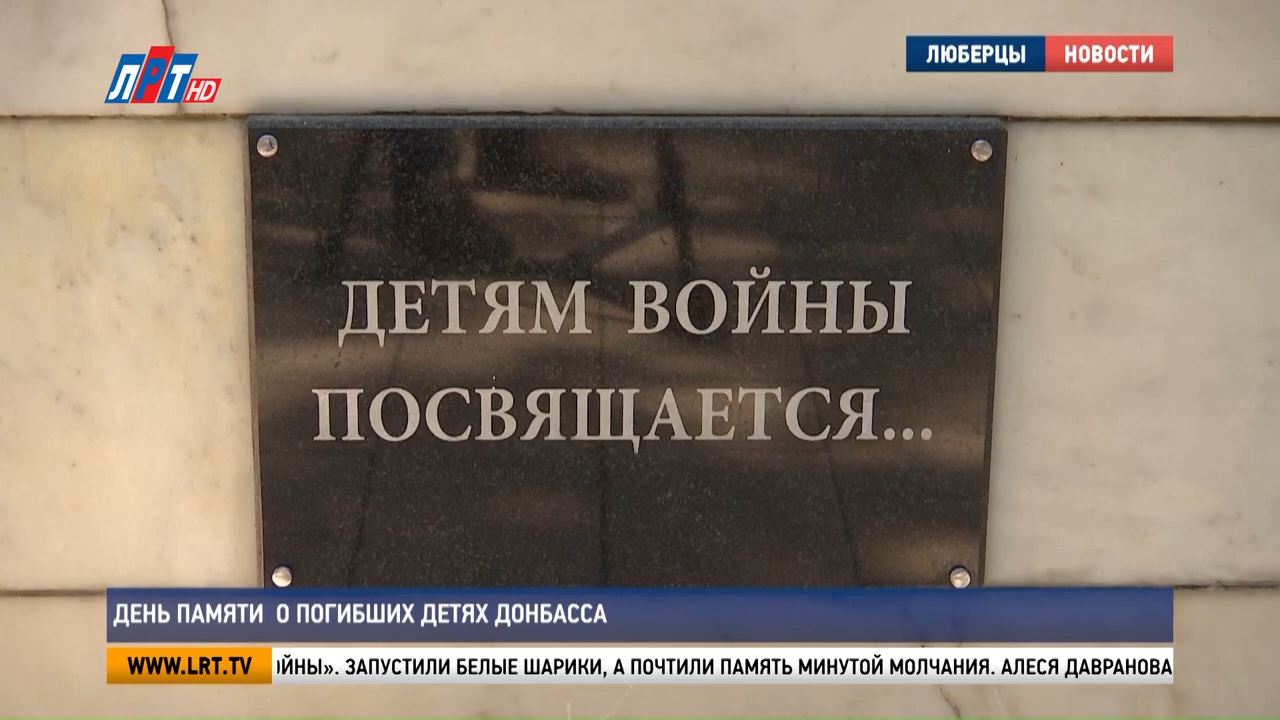 ЛРТ HD
ЛЮБЕРЦЫ НОВОСТИ
ДЕТЯМ ВОЙНЫ
ПОСВЯЩАЕТСЯ...
ДЕНЬ ПАМЯТИ О ПОГИБШИХ ДЕТЯХ ДОНБАССА
WWW.LRT.TV ОЙНЫ». ЗАПУСТИЛИ БЕЛЫЕ ШАРИКИ, А ПОЧТИЛИ ПАМЯТЬ МИНУТОЙ МОЛЧАНИЯ. АЛЕСЯ ДАВРАНОВА